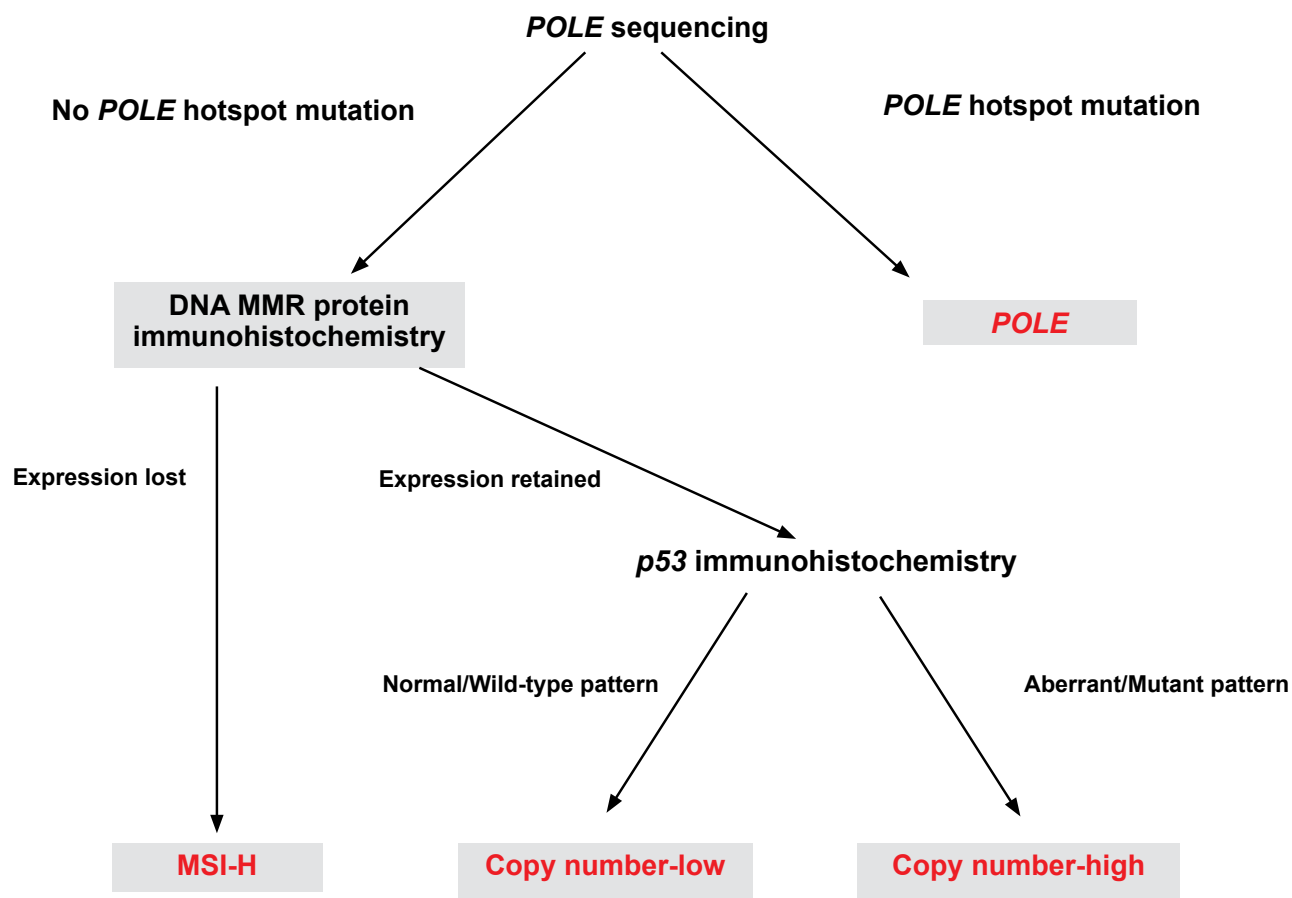 POLE sequencing
No POLE hotspot mutation
POLE hotspot mutation
DNA MMR protein
immunohistochemistry
POLE
Expression lost
Expression retained
p53 immunohistochemistry
Normal/Wild-type pattern
Aberrant/Mutant pattern
MSI-H
Copy number-low
Copy number-high